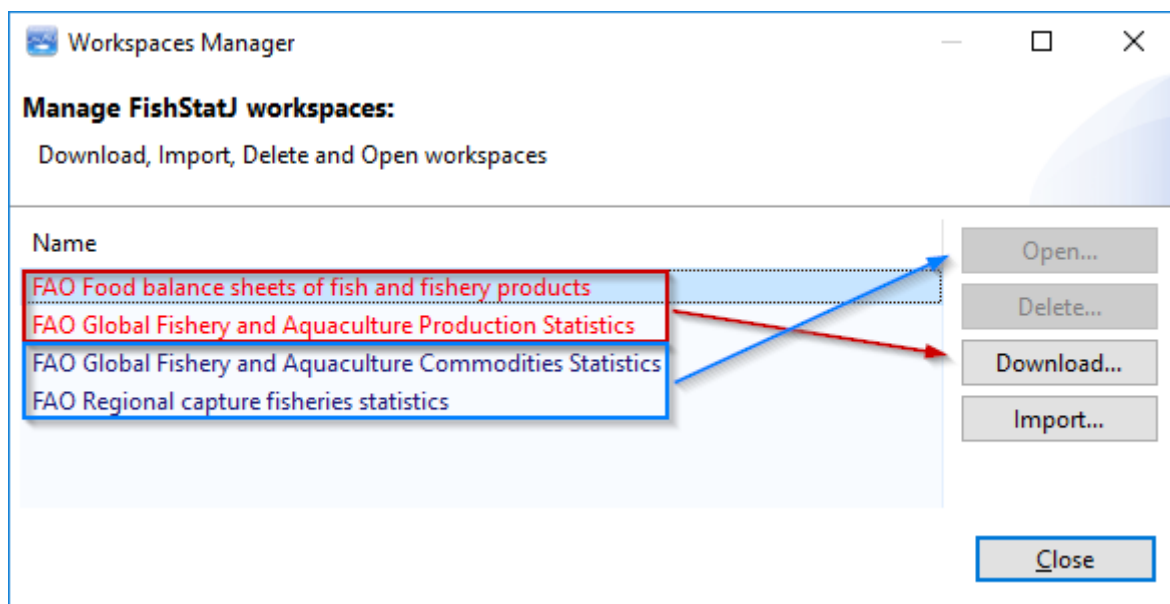 Workspaces Manager
Manage FishStatJ workspaces:
Download, Import, Delete and Open workspaces
Name
FAO Food balance sheets of fish and fishery products
FAO Global Fishery and Aquaculture Production Statistics
FAO Global Fishery and Aquaculture Commodities Statistics
FAO Regional capture fisheries statistics
Open...
Delete...
Download...
Import...
Close